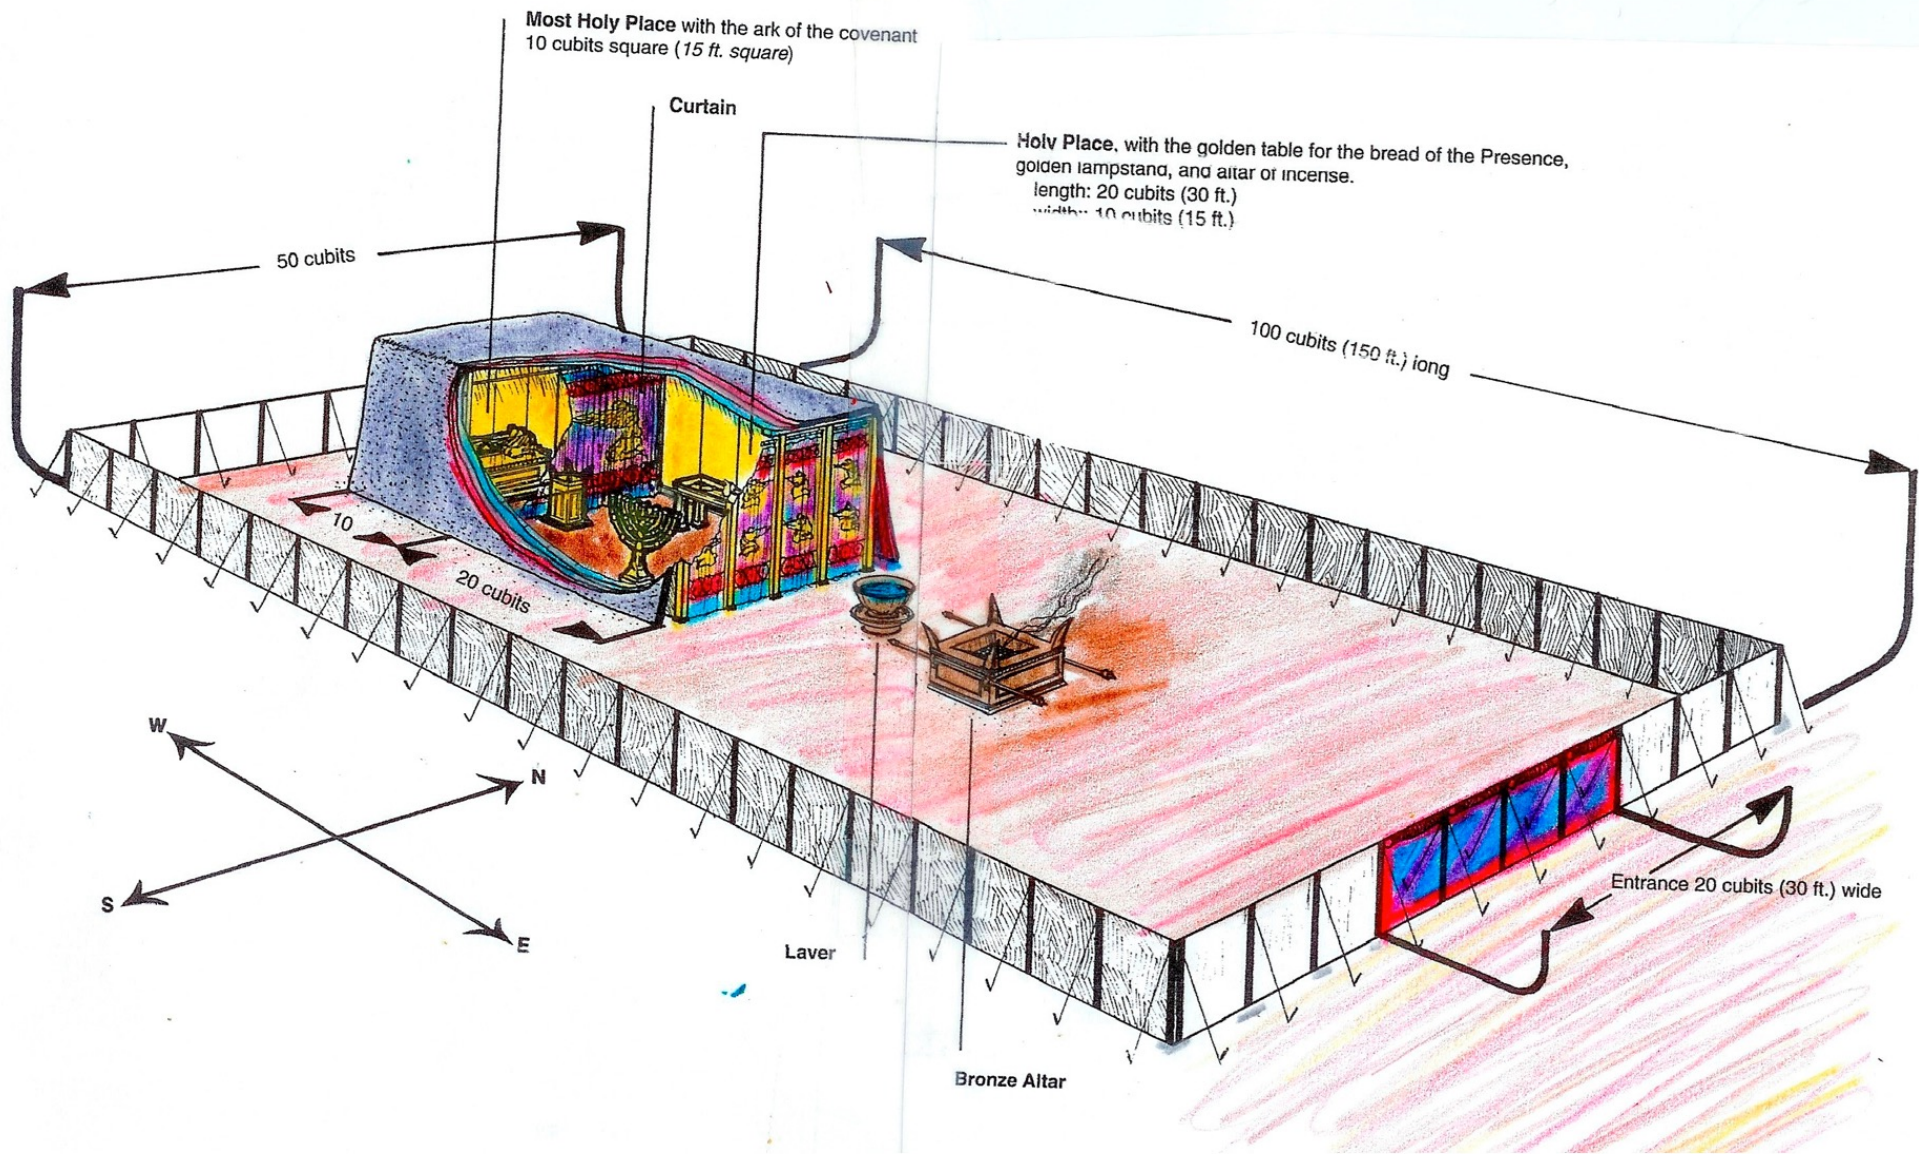 Most Holy Place with the ark of the covenant
10 cubits square (15 ft. square)
Curtain
Holy Place, with the golden table for the bread of the Presence,
golden lampstand, and altar of incense.
length: 20 cubits (30 ft.)
width: 10 cubits (15 ft.)
50 cubits
100 cubits (150 ft.) long
10
20 cubits
W
N
S
E
Entrance 20 cubits (30 ft.) wide
Laver
Bronze Altar